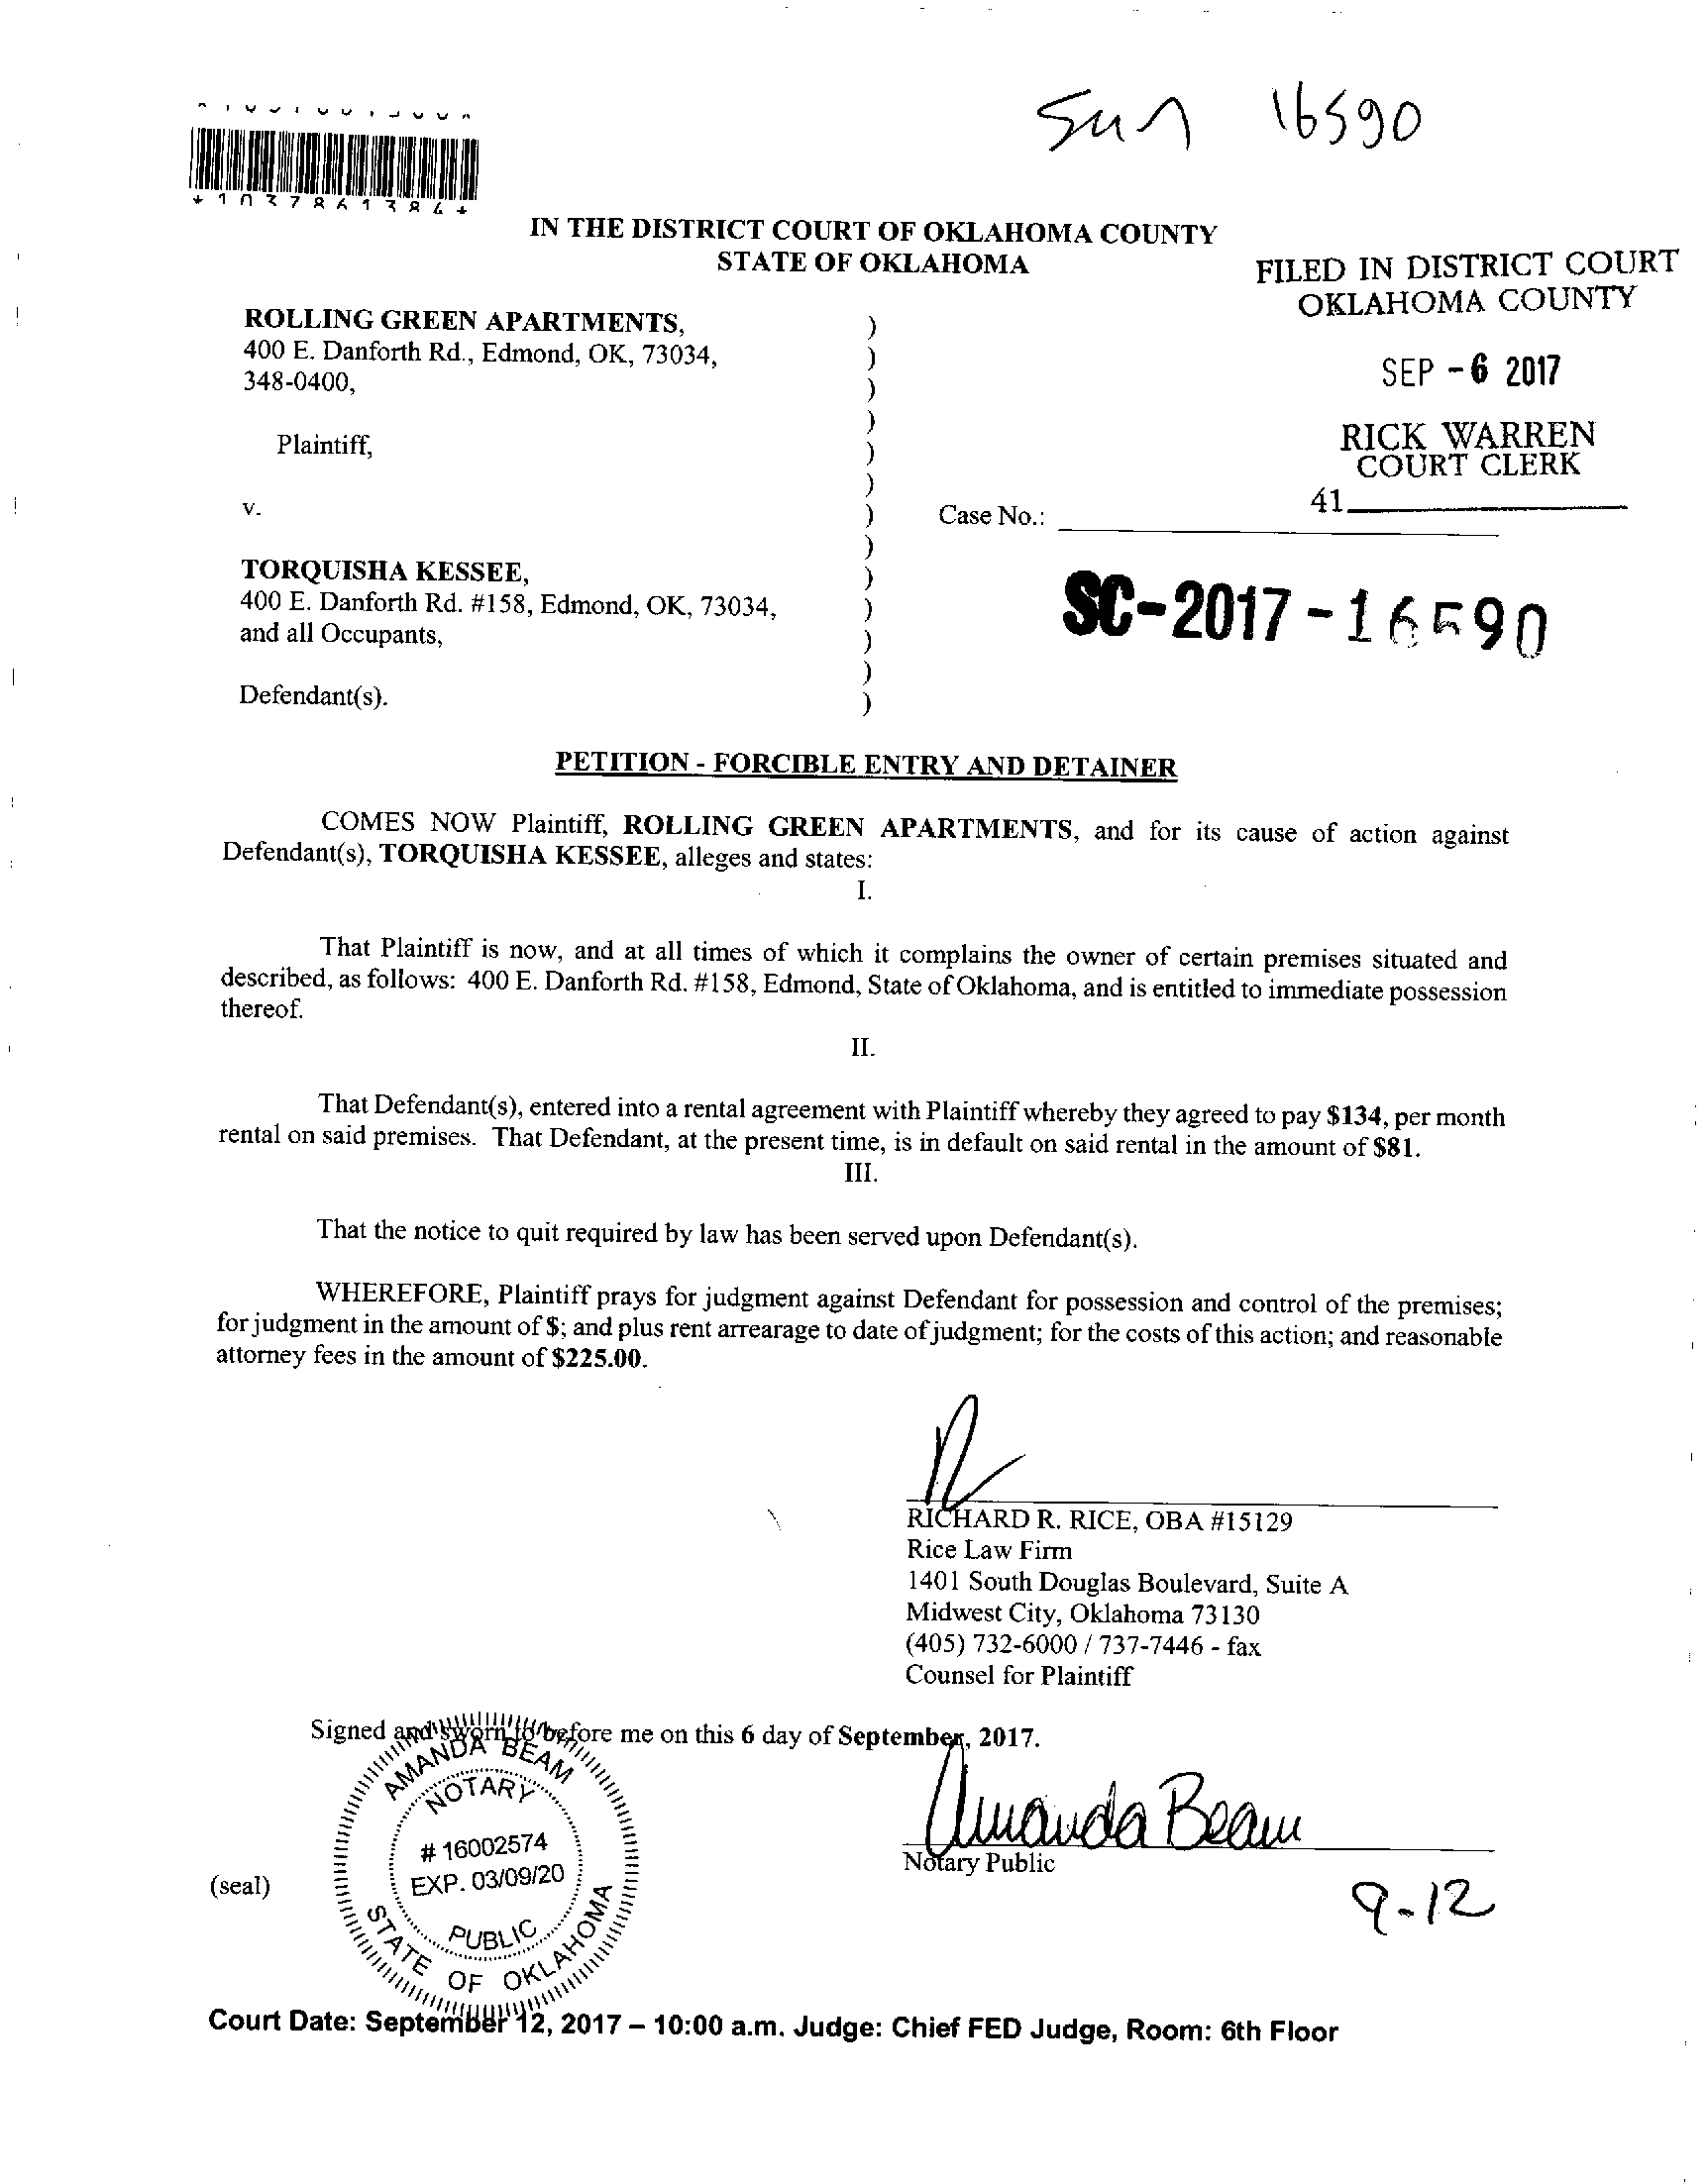 Sun 16590
*1037861384*
IN THE DISTRICT COURT OF OKLAHOMA COUNTY
STATE OF OKLAHOMA
FILED IN DISTRICT COURT
OKLAHOMA COUNTY
SEP -6 2017
RICK WARREN
COURT CLERK
41
ROLLING GREEN APARTMENTS, )
400 E. Danforth Rd., Edmond, OK, 73034, )
348-0400, )
)
Plaintiff, )
)
v. ) Case No.:
)
TORQUISHA KESSEE, )
400 E. Danforth Rd. #158, Edmond, OK, 73034, )
and all Occupants, )
)
Defendant(s). )
SC-2017-16590
PETITION - FORCIBLE ENTRY AND DETAINER
COMES NOW Plaintiff, ROLLING GREEN APARTMENTS, and for its cause of action against
Defendant(s), TORQUISHA KESSEE, alleges and states:
I.
That Plaintiff is now, and at all times of which it complains the owner of certain premises situated and
described, as follows: 400 E. Danforth Rd. #158, Edmond, State of Oklahoma, and is entitled to immediate possession
thereof.
II.
That Defendant(s), entered into a rental agreement with Plaintiff whereby they agreed to pay $134, per month
rental on said premises. That Defendant, at the present time, is in default on said rental in the amount of $81.
III.
That the notice to quit required by law has been served upon Defendant(s).
WHEREFORE, Plaintiff prays for judgment against Defendant for possession and control of the premises;
for judgment in the amount of $; and plus rent arrearage to date of judgment; for the costs of this action; and reasonable
attorney fees in the amount of $225.00.
RICHARD R. RICE, OBA #15129
Rice Law Firm
1401 South Douglas Boulevard, Suite A
Midwest City, Oklahoma 73130
(405) 732-6000 / 737-7446 - fax
Counsel for Plaintiff
Signed and sworn to before me on this 6 day of September, 2017.
AMANDA BEAM
NOTARY
# 16002574
EXP. 03/09/20
PUBLIC
STATE OF OKLAHOMA
Amanda Beam
Notary Public
(seal)
9-12
Court Date: September 12, 2017 – 10:00 a.m. Judge: Chief FED Judge, Room: 6th Floor